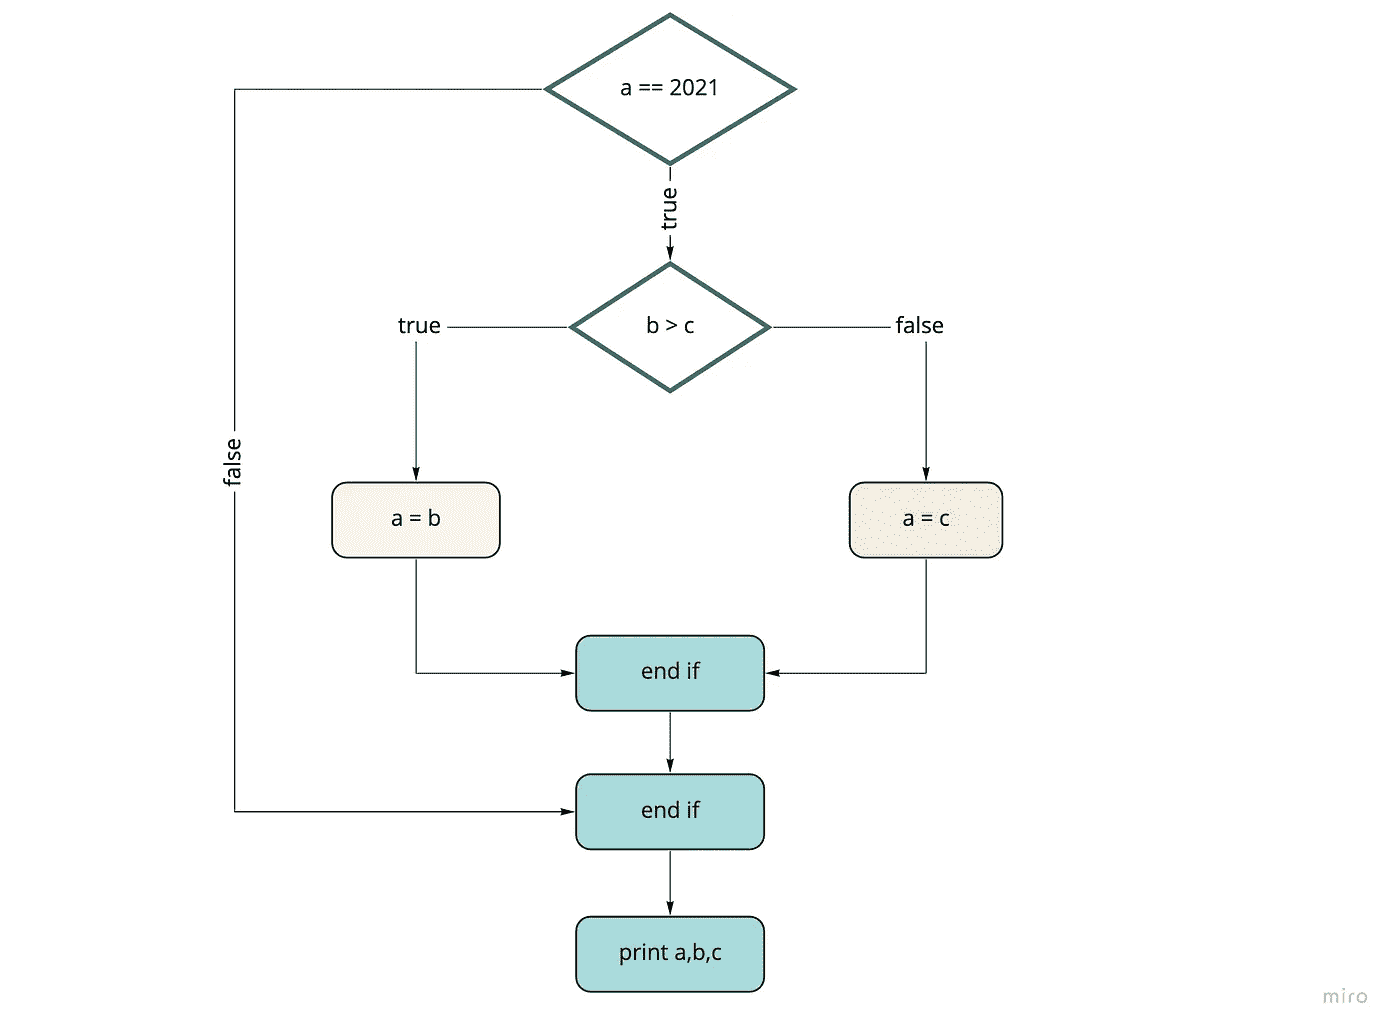 a == 2021
true
b > c
true
false
false
a = b
a = c
end if
end if
print a,b,c
miro